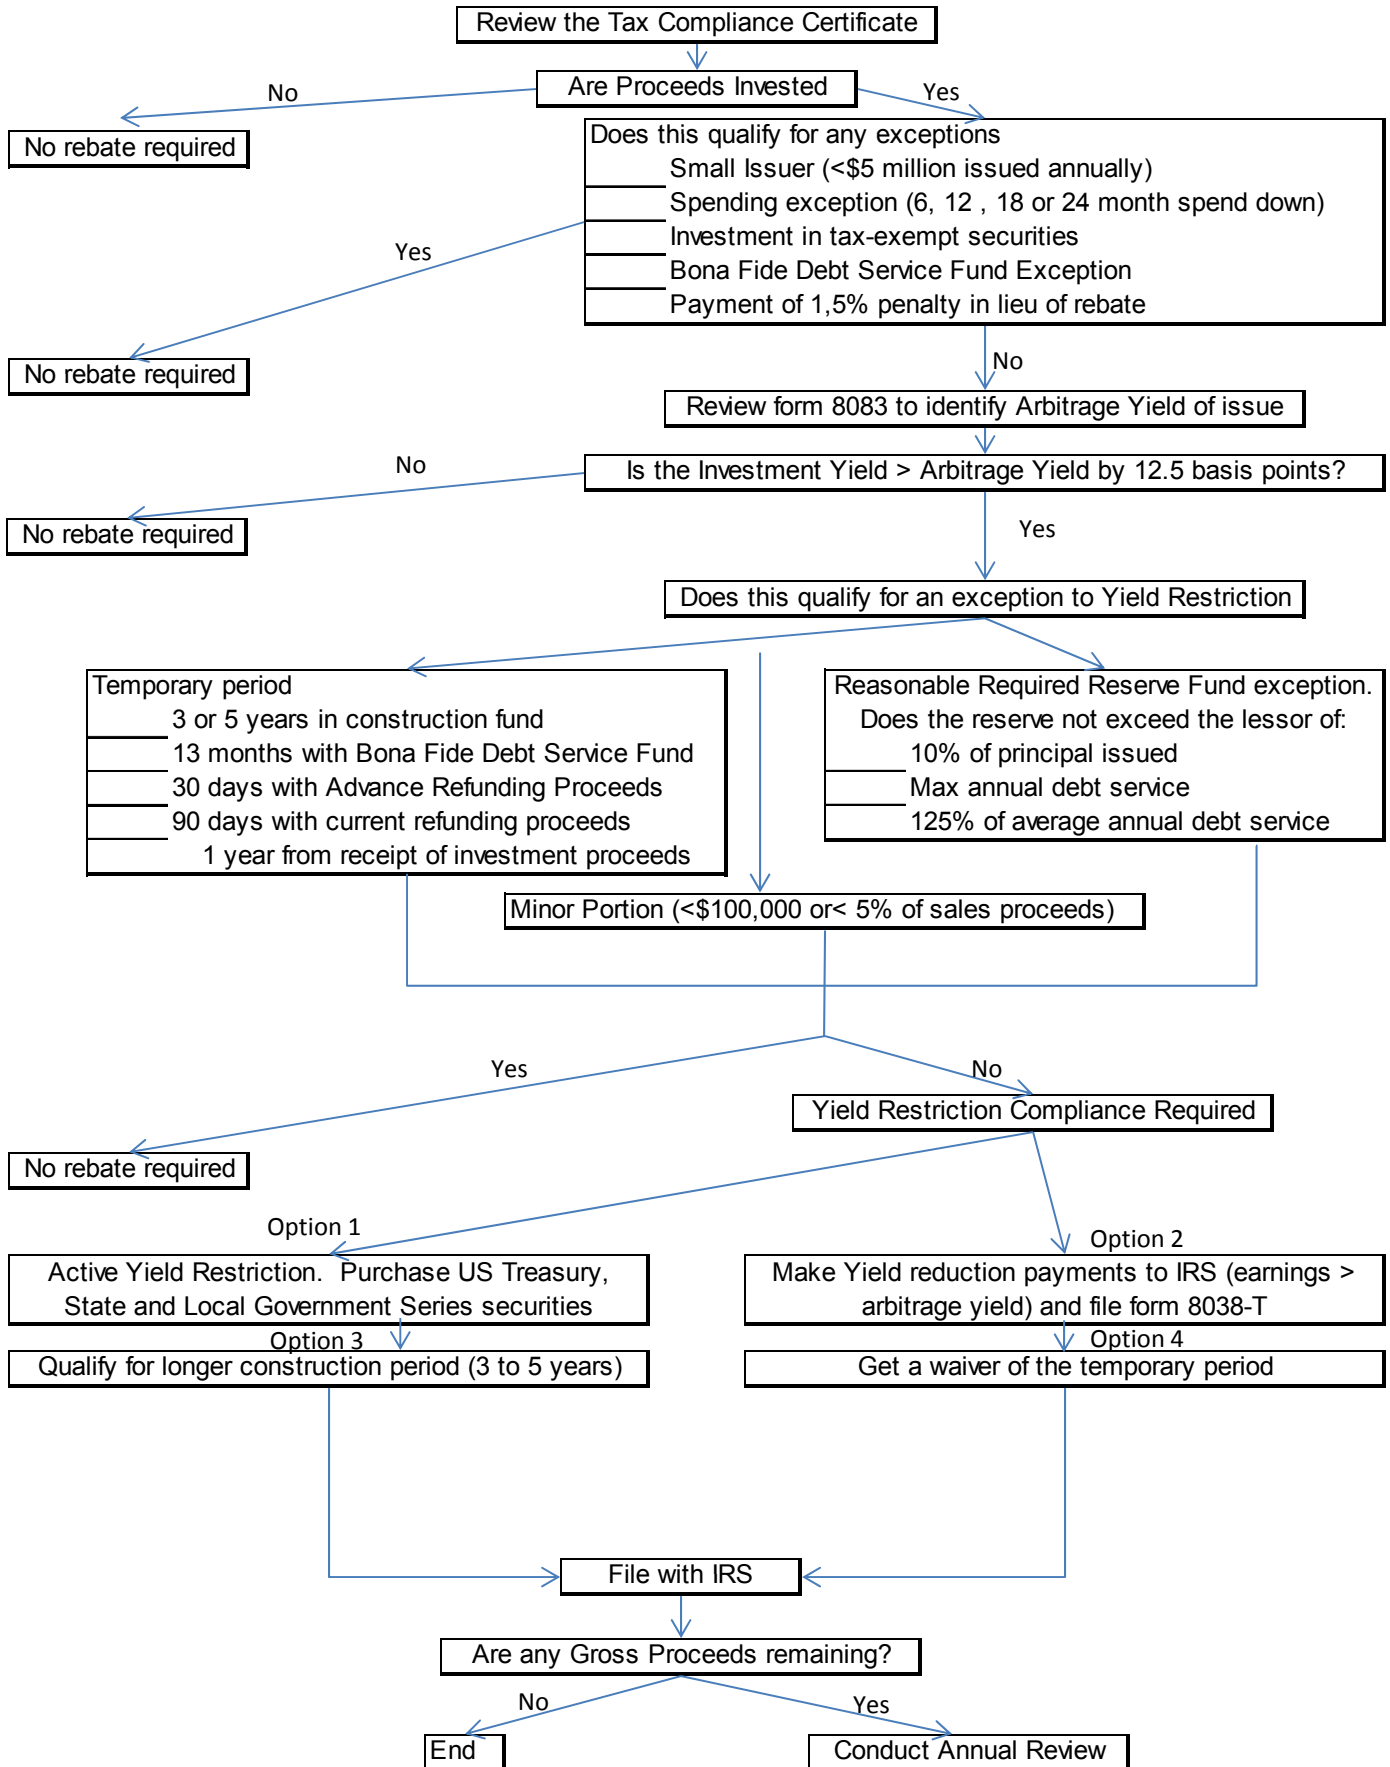 Review the Tax Compliance Certificate
Are Proceeds Invested
No
Yes
No rebate required
Does this qualify for any exceptions
Small Issuer (<$5 million issued annually)
Spending exception (6, 12 , 18 or 24 month spend down)
Investment in tax-exempt securities
Bona Fide Debt Service Fund Exception
Payment of 1,5% penalty in lieu of rebate
Yes
No rebate required
No
Review form 8083 to identify Arbitrage Yield of issue
Is the Investment Yield > Arbitrage Yield by 12.5 basis points?
No
No rebate required
Yes
Does this qualify for an exception to Yield Restriction
Temporary period
3 or 5 years in construction fund
13 months with Bona Fide Debt Service Fund
30 days with Advance Refunding Proceeds
90 days with current refunding proceeds
1 year from receipt of investment proceeds
Reasonable Required Reserve Fund exception.
Does the reserve not exceed the lessor of:
10% of principal issued
Max annual debt service
125% of average annual debt service
Minor Portion (<$100,000 or< 5% of sales proceeds)
Yes
No
Yield Restriction Compliance Required
No rebate required
Option 1
Option 2
Active Yield Restriction. Purchase US Treasury,
State and Local Government Series securities
Make Yield reduction payments to IRS (earnings >
arbitrage yield) and file form 8038-T
Option 3
Option 4
Qualify for longer construction period (3 to 5 years)
Get a waiver of the temporary period
File with IRS
Are any Gross Proceeds remaining?
No
Yes
End
Conduct Annual Review